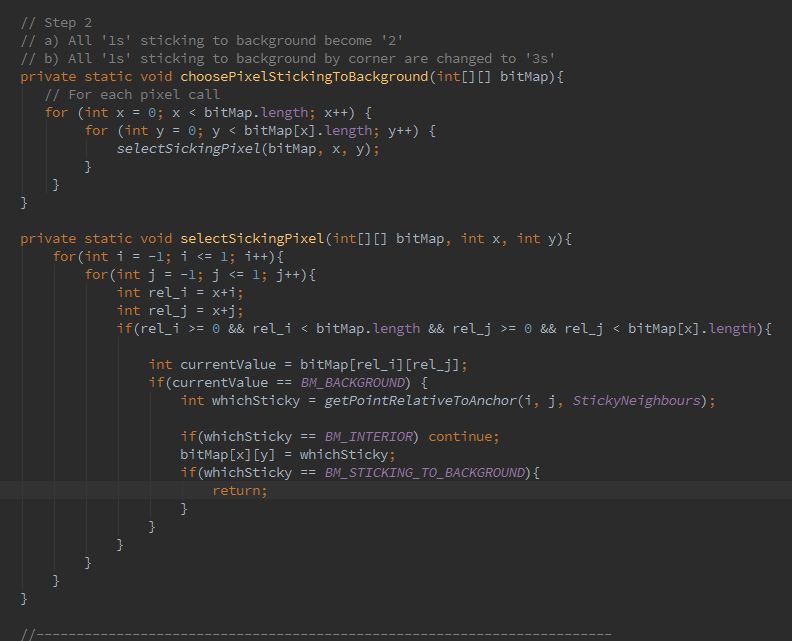 // Step 2
// a) All '1s' sticking to background become '2'
// b) All '1s' sticking to background by corner are changed to '3s'
private static void choosePixelStickingToBackground(int[][] bitMap){
// For each pixel call
for (int x = 0; x < bitMap.length; x++) {
for (int y = 0; y < bitMap[x].length; y++) {
selectSickingPixel(bitMap, x, y);
}
}
}
private static void selectSickingPixel(int[][] bitMap, int x, int y){
for(int i = -1; i <= 1; i++){
for(int j = -1; j <= 1; j++){
int rel_i = x+i;
int rel_j = x+j;
if(rel_i >= 0 && rel_i < bitMap.length && rel_j >= 0 && rel_j < bitMap[x].length){
int currentValue = bitMap[rel_i][rel_j];
if(currentValue == BM_BACKGROUND) {
int whichSticky = getPointRelativeToAnchor(i, j, StickyNeighbours);
if(whichSticky == BM_INTERIOR) continue;
bitMap[x][y] = whichSticky;
if(whichSticky == BM_STICKING_TO_BACKGROUND){
return;
}
}
}
}
}
}
//------------------------------------------------------------------------